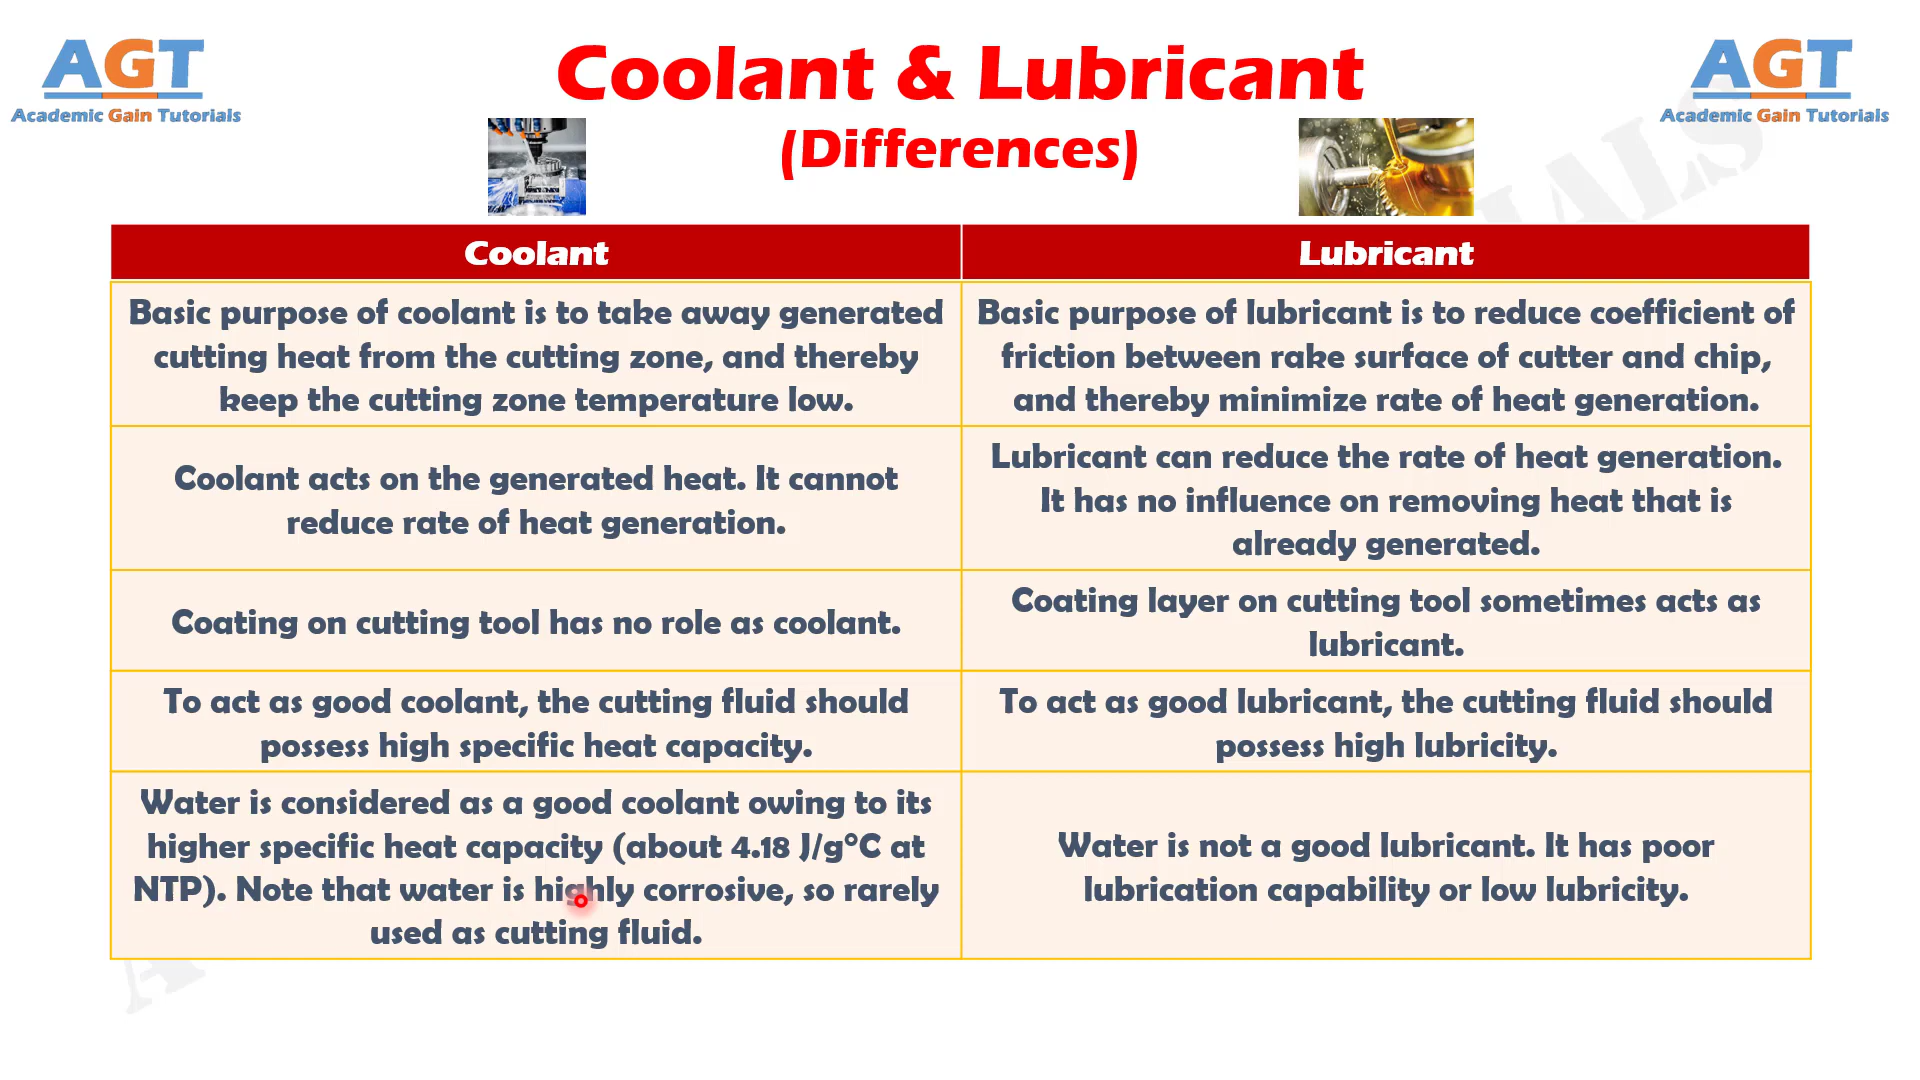 AGT
Academic Gain Tutorials
Coolant & Lubricant
(Differences)
AGT
Academic Gain Tutorials
Coolant
Lubricant
Basic purpose of coolant is to take away generated
cutting heat from the cutting zone, and thereby
keep the cutting zone temperature low.
Basic purpose of lubricant is to reduce coefficient of
friction between rake surface of cutter and chip,
and thereby minimize rate of heat generation.
Coolant acts on the generated heat. It cannot
reduce rate of heat generation.
Lubricant can reduce the rate of heat generation.
It has no influence on removing heat that is
already generated.
Coating on cutting tool has no role as coolant.
Coating layer on cutting tool sometimes acts as
lubricant.
To act as good coolant, the cutting fluid should
possess high specific heat capacity.
To act as good lubricant, the cutting fluid should
possess high lubricity.
Water is considered as a good coolant owing to its
higher specific heat capacity (about 4.18 J/g°C at
NTP). Note that water is highly corrosive, so rarely
used as cutting fluid.
Water is not a good lubricant. It has poor
lubrication capability or low lubricity.